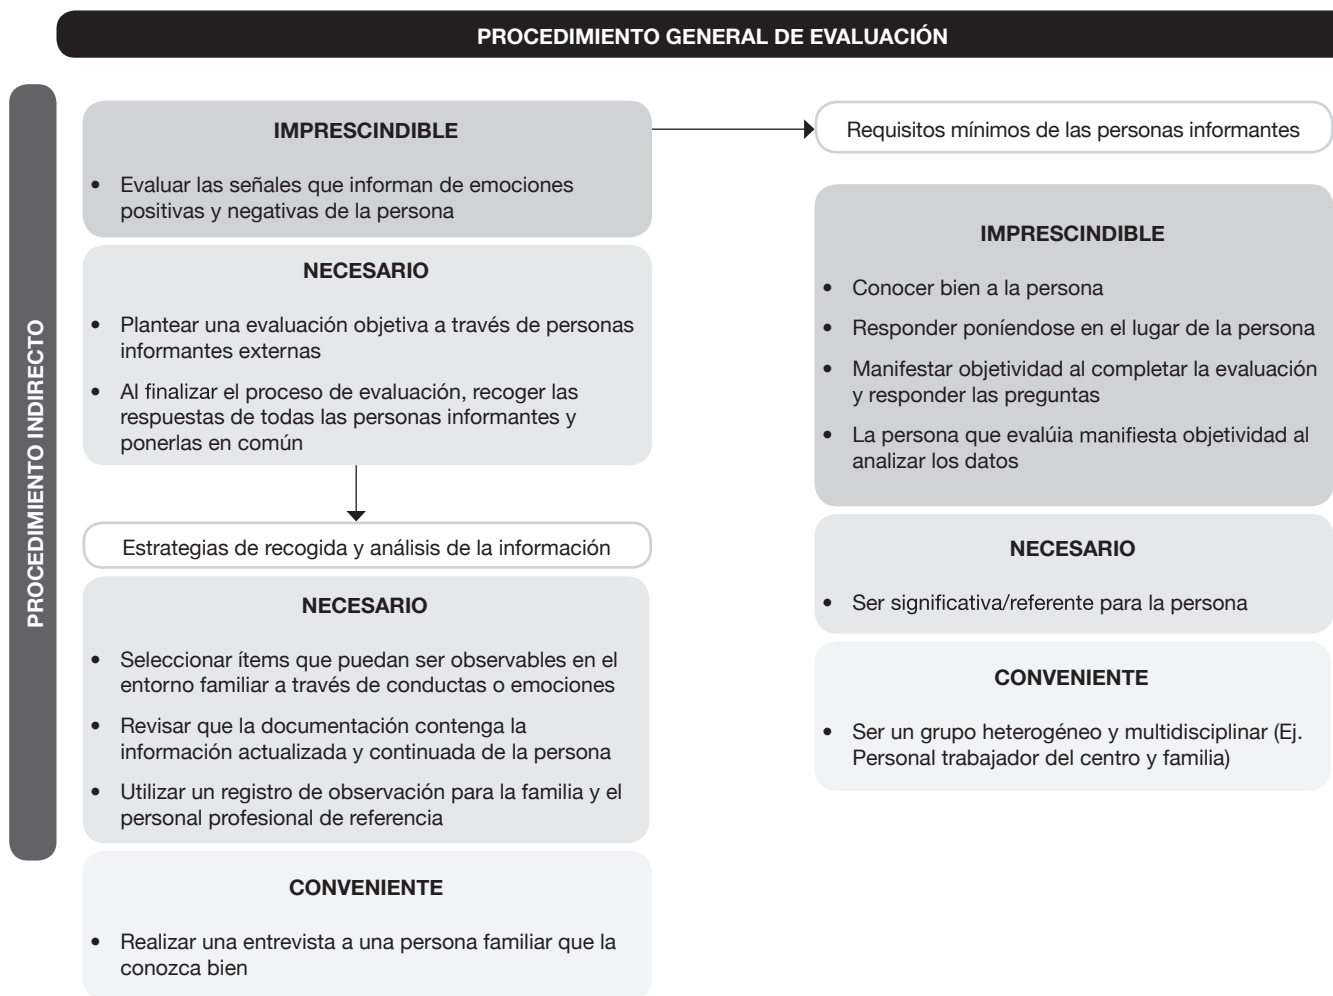 PROCEDIMIENTO GENERAL DE EVALUACIÓN
PROCEDIMIENTO INDIRECTO
IMPRESCINDIBLE
• Evaluar las señales que informan de emociones
positivas y negativas de la persona
NECESARIO
• Plantear una evaluación objetiva a través de personas
informantes externas
• Al finalizar el proceso de evaluación, recoger las
respuestas de todas las personas informantes y
ponerlas en común
Estrategias de recogida y análisis de la información
NECESARIO
• Seleccionar ítems que puedan ser observables en el
entorno familiar a través de conductas o emociones
• Revisar que la documentación contenga la
información actualizada y continuada de la persona
• Utilizar un registro de observación para la familia y el
personal profesional de referencia
CONVENIENTE
• Realizar una entrevista a una persona familiar que la
conozca bien
Requisitos mínimos de las personas informantes
IMPRESCINDIBLE
• Conocer bien a la persona
• Responder poníendose en el lugar de la persona
• Manifestar objetividad al completar la evaluación
y responder las preguntas
• La persona que evalúia manifiesta objetividad al
analizar los datos
NECESARIO
• Ser significativa/referente para la persona
CONVENIENTE
• Ser un grupo heterogéneo y multidisciplinar (Ej.
Personal trabajador del centro y familia)